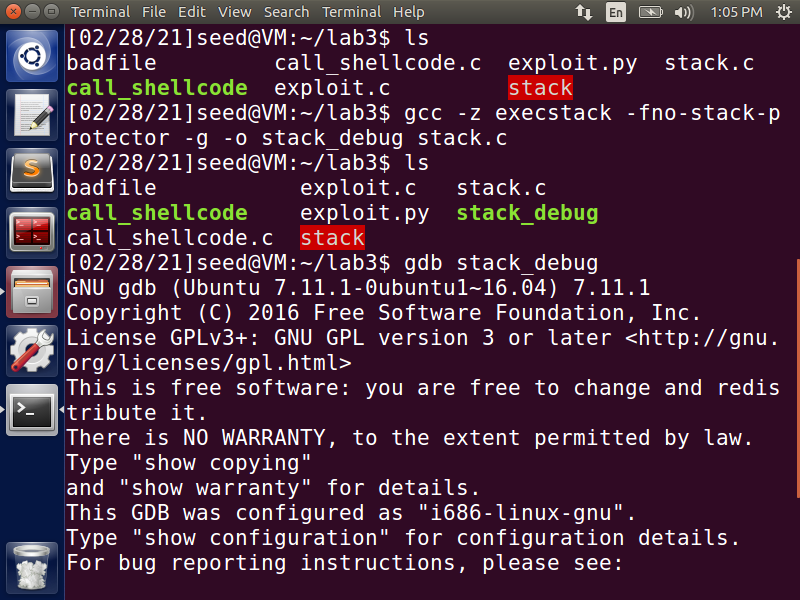 Terminal File Edit View Search Terminal Help En 1:05 PM
[02/28/21]seed@VM:~/lab3$ ls
badfile call_shellcode.c exploit.py stack.c
call_shellcode exploit.c stack
[02/28/21]seed@VM:~/lab3$ gcc -z execstack -fno-stack-p
rotector -g -o stack_debug stack.c
[02/28/21]seed@VM:~/lab3$ ls
badfile exploit.c stack.c
call_shellcode exploit.py stack_debug
call_shellcode.c stack
[02/28/21]seed@VM:~/lab3$ gdb stack_debug
GNU gdb (Ubuntu 7.11.1-0ubuntu1~16.04) 7.11.1
Copyright (C) 2016 Free Software Foundation, Inc.
License GPLv3+: GNU GPL version 3 or later <http://gnu.
org/licenses/gpl.html>
This is free software: you are free to change and redis
tribute it.
There is NO WARRANTY, to the extent permitted by law.
Type "show copying"
and "show warranty" for details.
This GDB was configured as "i686-linux-gnu".
Type "show configuration" for configuration details.
For bug reporting instructions, please see: